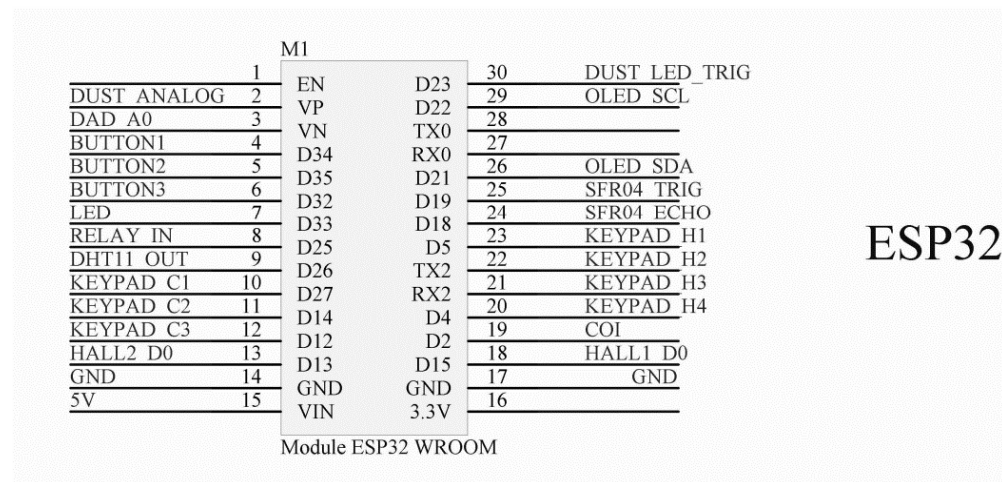 M1
1 EN D23 30 DUST LED_TRIG
DUST ANALOG 2 VP D22 29 OLED SCL
DAD A0 3 VN TX0 28
BUTTON1 4 D34 RX0 27
BUTTON2 5 D35 D21 26 OLED SDA
BUTTON3 6 D32 D19 25 SFR04 TRIG
LED 7 D33 D18 24 SFR04 ECHO
RELAY IN 8 D25 D5 23 KEYPAD H1
DHT11 OUT 9 D26 TX2 22 KEYPAD H2
KEYPAD C1 10 D27 RX2 21 KEYPAD H3
KEYPAD C2 11 D14 D4 20 KEYPAD H4
KEYPAD C3 12 D12 D2 19 COI
HALL2 D0 13 D13 D15 18 HALL1 D0
GND 14 GND GND 17 GND
5V 15 VIN 3.3V 16
Module ESP32 WROOM
ESP32